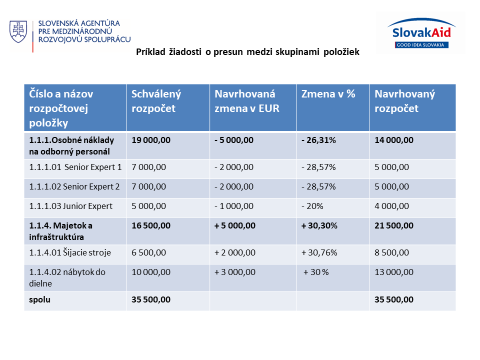 SLOVENSKÁ AGENTÚRA
PRE MEDZINÁRODNÚ
ROZVOJOVÚ SPOLUPRÁCU
SlovakAid
GOOD IDEA SLOVAKIA
Príklad žiadosti o presun medzi skupinami položiek
Číslo a názov rozpočtovej položky Schválený rozpočet Navrhovaná zmena v EUR Zmena v % Navrhovaný rozpočet
1.1.1.Osobné náklady na odborný personál 19 000,00 - 5 000,00 - 26,31% 14 000,00
1.1.1.01 Senior Expert 1 7 000,00 - 2 000,00 - 28,57% 5 000,00
1.1.1.02 Senior Expert 2 7 000,00 - 2 000,00 - 28,57% 5 000,00
1.1.1.03 Junior Expert 5 000,00 - 1 000,00 - 20% 4 000,00
1.1.4. Majetok a infraštruktúra 16 500,00 + 5 000,00 + 30,30% 21 500,00
1.1.4.01 Šijacie stroje 6 500,00 + 2 000,00 + 30,76% 8 500,00
1.1.4.02 nábytok do dielne 10 000,00 + 3 000,00 + 30 % 13 000,00
spolu 35 500,00 35 500,00